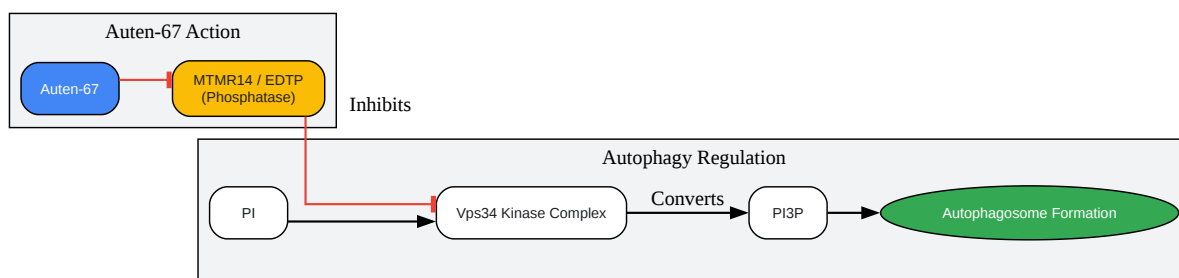 Auten-67 Action
Auten-67
MTMR14 / EDTP
(Phosphatase)
Inhibits
Autophagy Regulation
PI
Vps34 Kinase Complex
Converts
PI3P
Autophagosome Formation